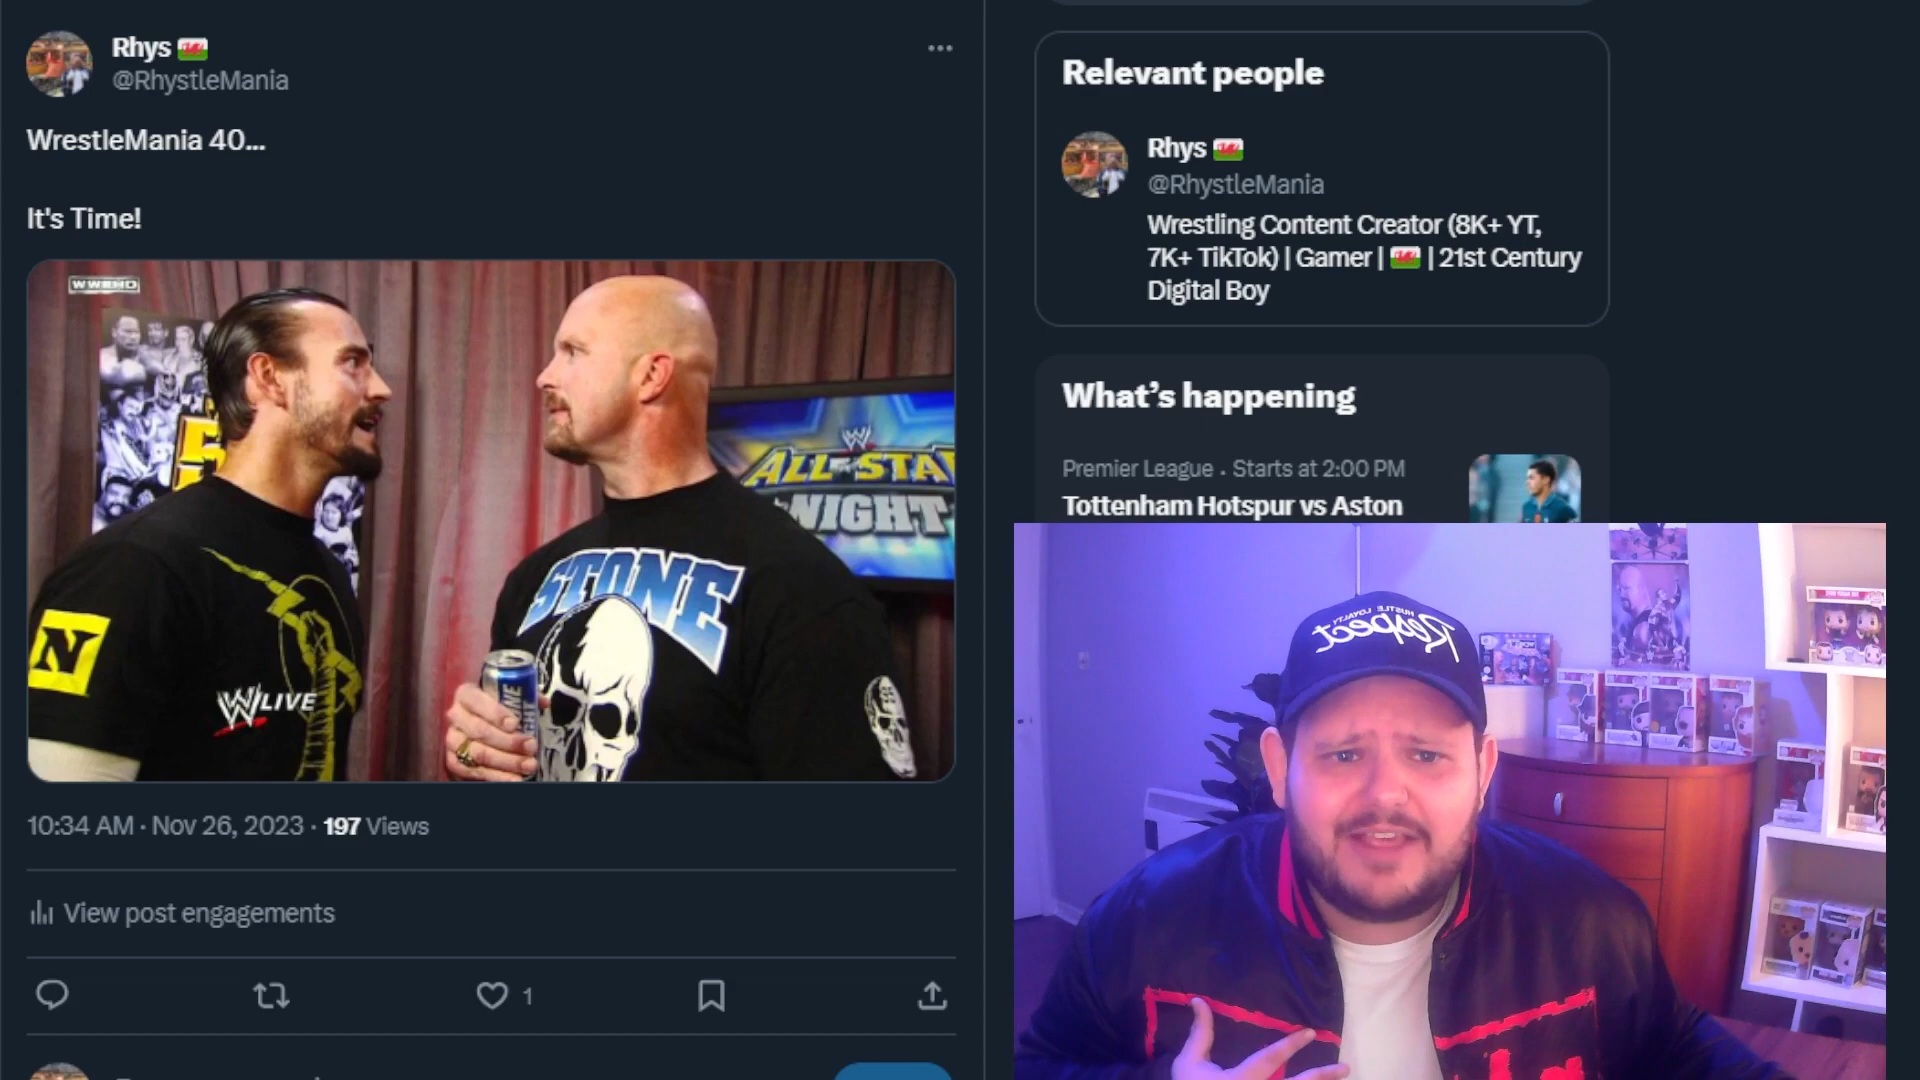 Rhys
@RhystleMania
WrestleMania 40...
It's Time!
WWEHD
ALL-STAR
NIGHT
STONE
N
W LIVE
10:34 AM · Nov 26, 2023 · 197 Views
View post engagements
1
Relevant people
Rhys
@RhystleMania
Wrestling Content Creator (8K+ YT,
7K+ TikTok) | Gamer | | 21st Century
Digital Boy
What's happening
Premier League · Starts at 2:00 PM
Tottenham Hotspur vs Aston
HUSTLE LOYALTY
Respect